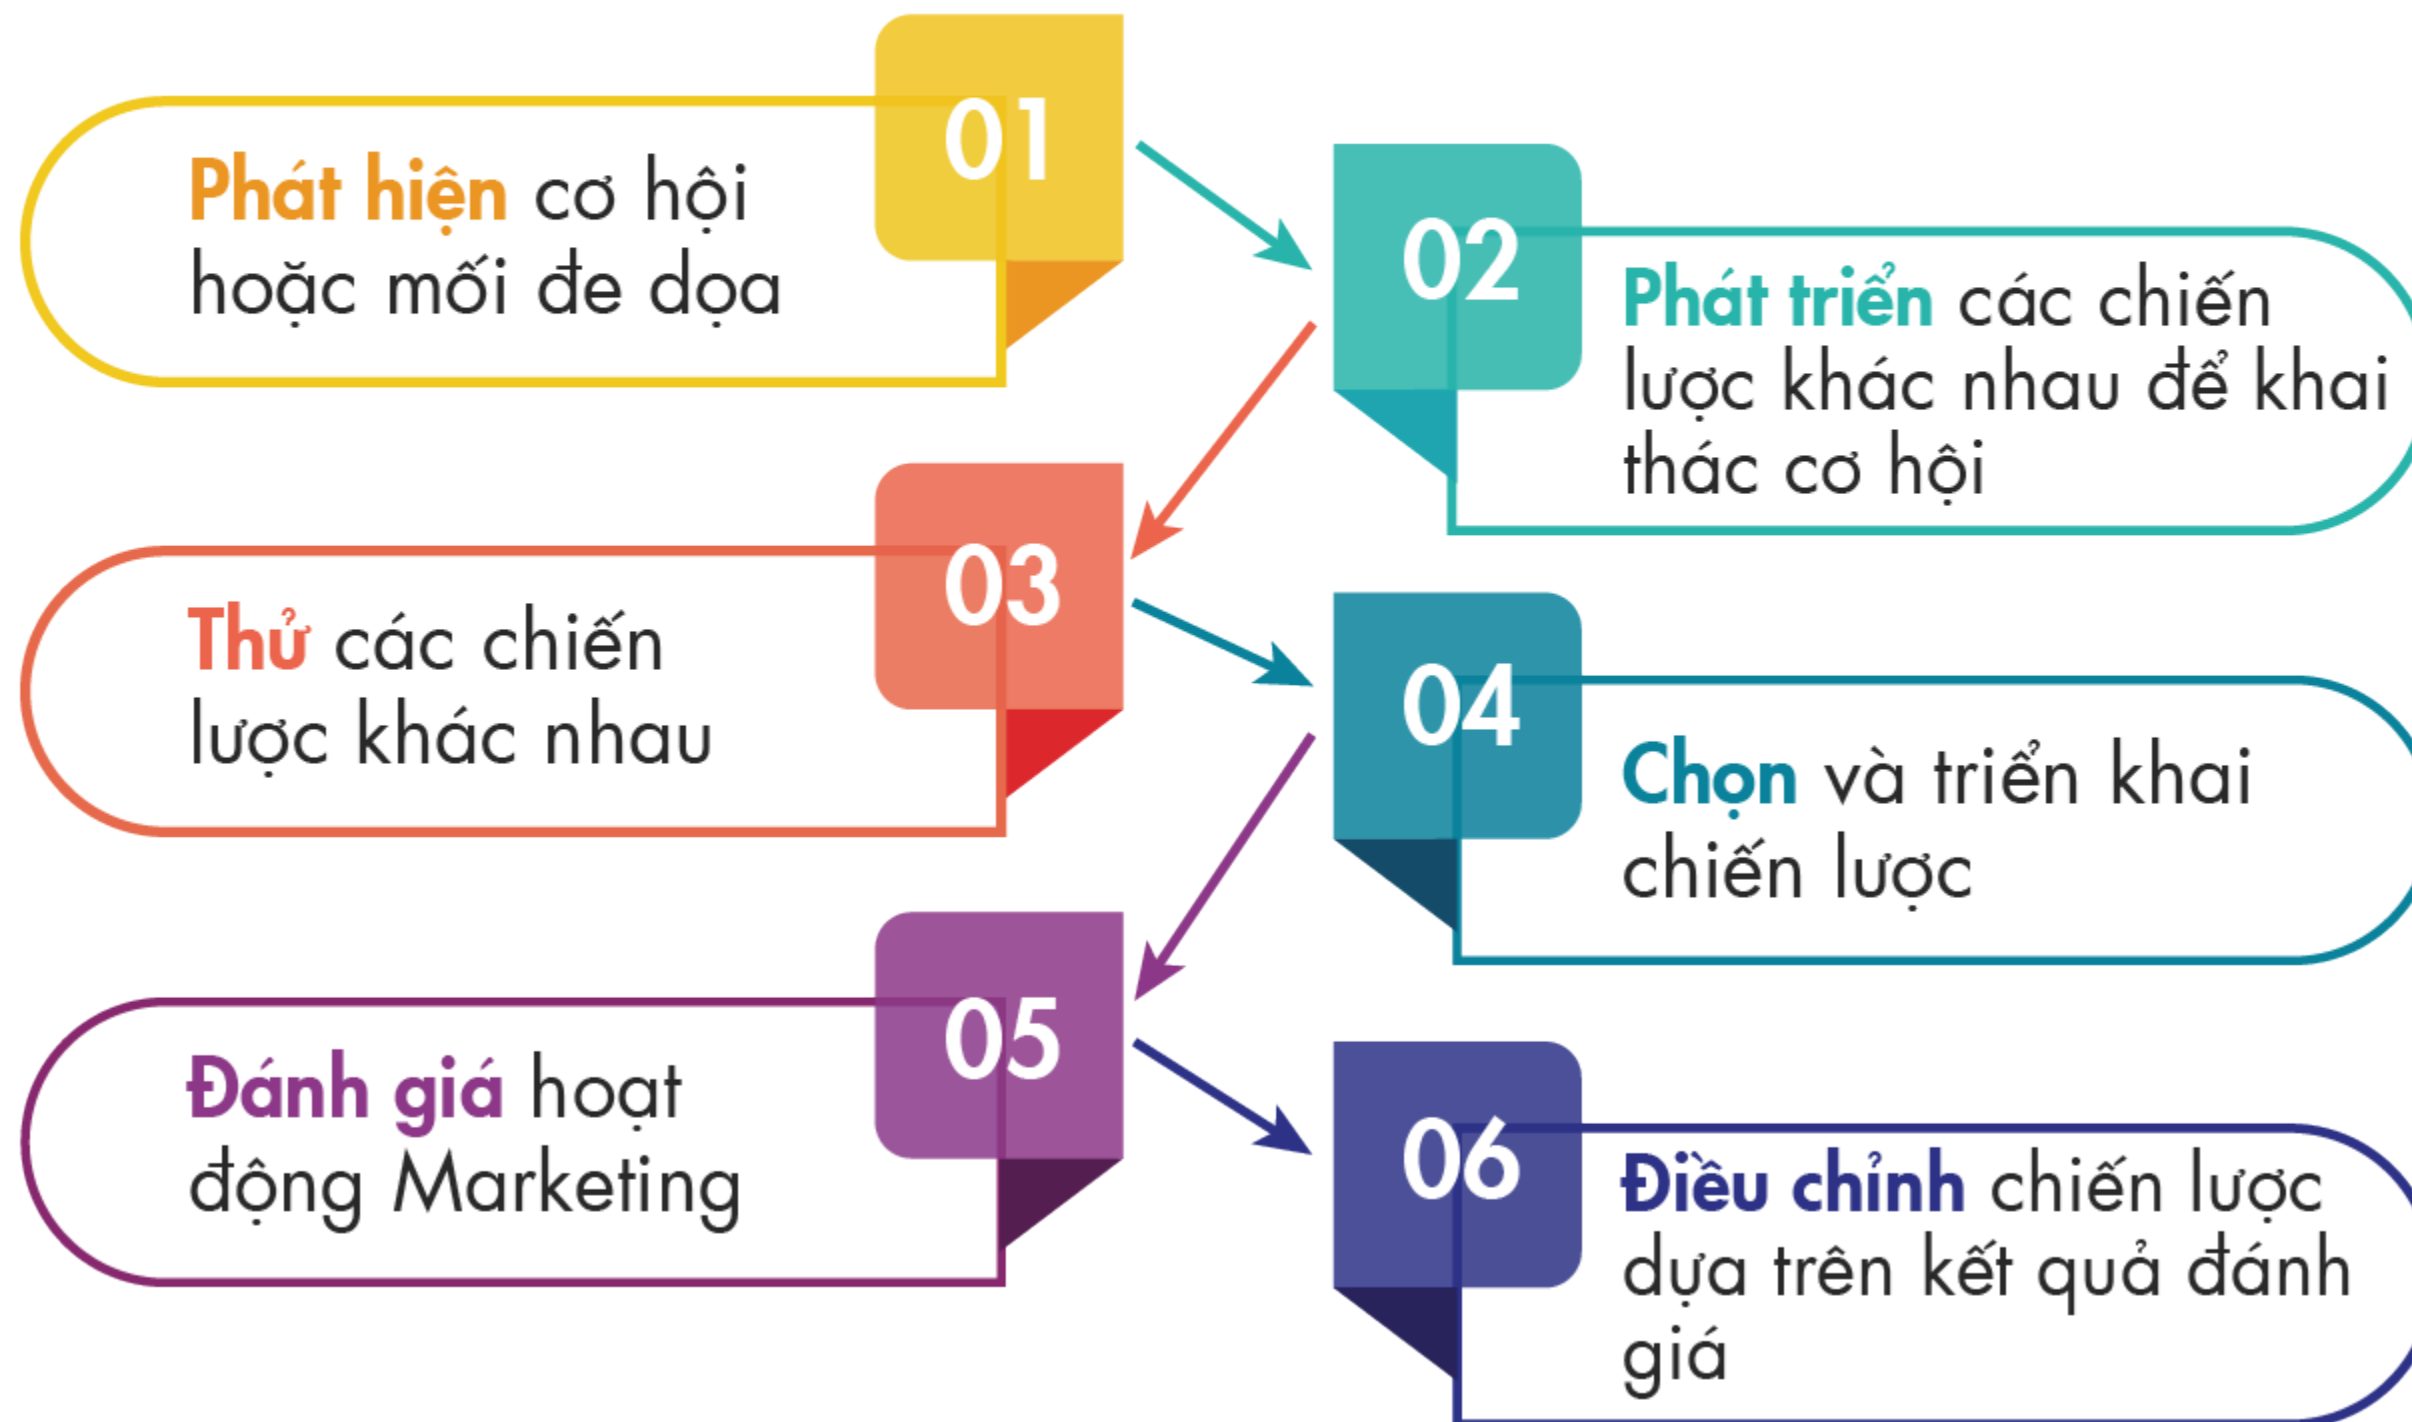 01
Phát hiện cơ hội
hoặc mối đe dọa
02
Phát triển các chiến
lược khác nhau để khai
thác cơ hội
03
Thử các chiến
lược khác nhau
04
Chọn và triển khai
chiến lược
05
Đánh giá hoạt
động Marketing
06
Điều chỉnh chiến lược
dựa trên kết quả đánh
giá